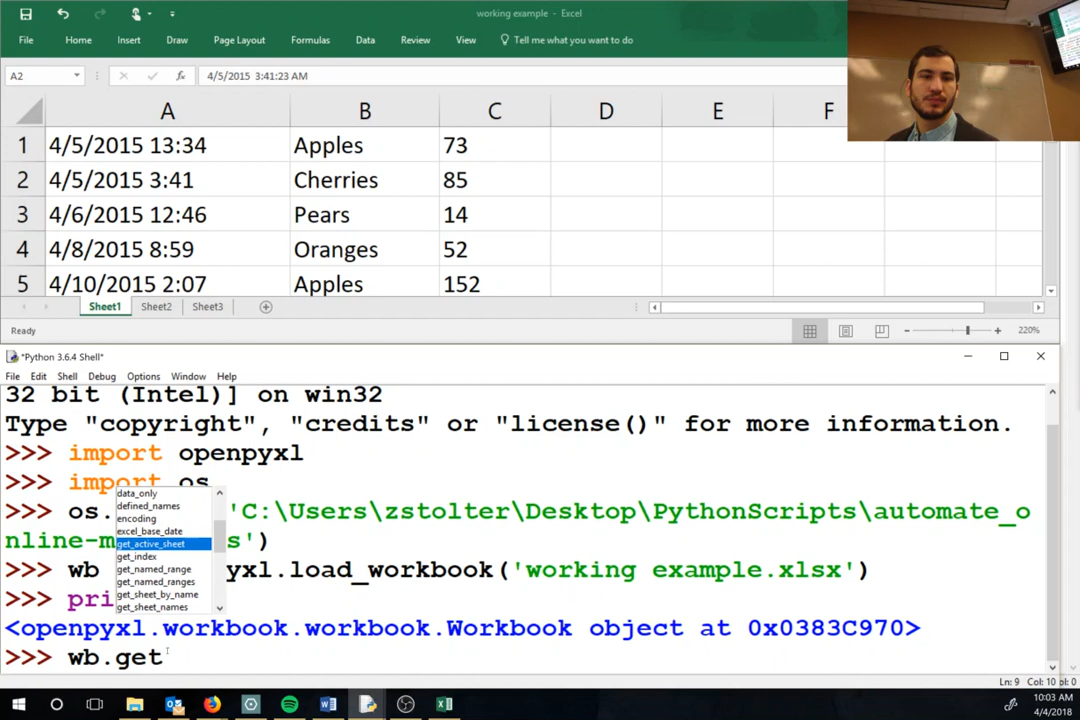 working example - Excel
File Home Insert Draw Page Layout Formulas Data Review View Tell me what you want to do
A2 fx 4/5/2015 3:41:23 AM
A B C D E F
1 4/5/2015 13:34 Apples 73
2 4/5/2015 3:41 Cherries 85
3 4/6/2015 12:46 Pears 14
4 4/8/2015 8:59 Oranges 52
5 4/10/2015 2:07 Apples 152
Sheet1 Sheet2 Sheet3
Ready 220%
*Python 3.6.4 Shell*
File Edit Shell Debug Options Window Help
32 bit (Intel)] on win32
Type "copyright", "credits" or "license()" for more information.
>>> import openpyxl
>>> import os
>>> os. 'C:\Users\zstolter\Desktop\PythonScripts\automate_o
nline-m s')
>>> wb yxl.load_workbook('working example.xlsx')
>>> pri
<openpyxl.workbook.workbook.Workbook object at 0x0383C970>
>>> wb.get
data_only
defined_names
encoding
excel_base_date
get_active_sheet
get_index
get_named_range
get_named_ranges
get_sheet_by_name
get_sheet_names
Ln: 9 Col: 10
10:03 AM
4/4/2018